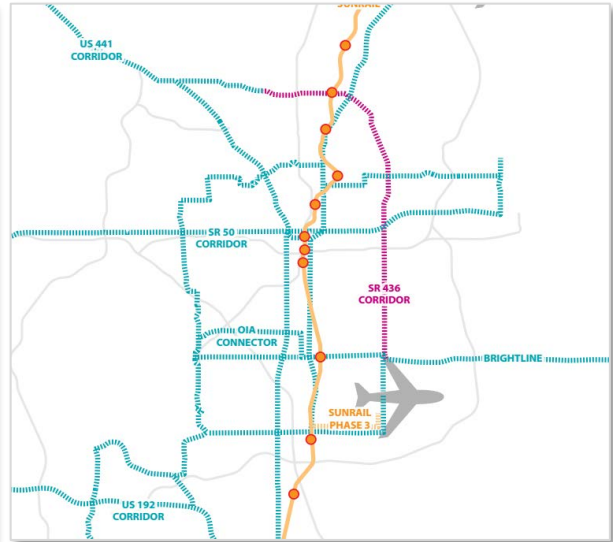 SUNRAIL
US 441
CORRIDOR
SR 50
CORRIDOR
SR 436
CORRIDOR
OIA
CONNECTOR
BRIGHTLINE
SUNRAIL
PHASE 3
US 192
CORRIDOR